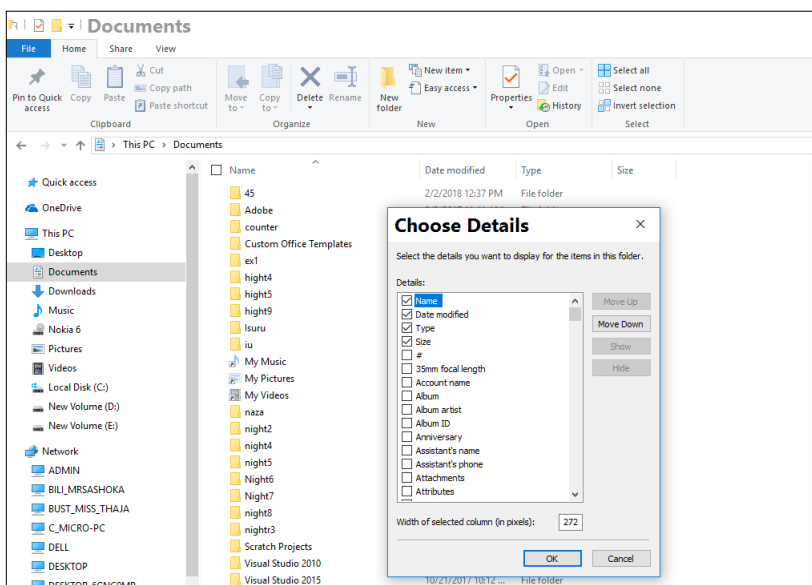 Documents
File Home Share View
Pin to Quick access
Copy
Paste
Cut
Copy path
Paste shortcut
Clipboard
Move to
Copy to
Delete
Rename
Organize
New folder
New item
Easy access
New
Properties
Open
Edit
History
Open
Select all
Select none
Invert selection
Select
This PC > Documents
Quick access
OneDrive
This PC
Desktop
Documents
Downloads
Music
Nokia 6
Pictures
Videos
Local Disk (C:)
New Volume (D:)
New Volume (E:)
Network
ADMIN
BILI_MRSASHOKA
BUST_MISS_THAJA
C_MICRO-PC
DELL
DESKTOP
Name Date modified Type Size
45 2/2/2018 12:37 PM File folder
Adobe
counter
Custom Office Templates
ex1
hight4
hight5
hight9
Isuru
iu
My Music
My Pictures
My Videos
naza
night2
night4
night5
Night6
Night7
night8
nightr3
Scratch Projects
Visual Studio 2010
Visual Studio 2015 10/21/2017 10:12 ... File folder
Choose Details
Select the details you want to display for the items in this folder.
Details:
Name
Date modified
Type
Size
#
35mm focal length
Account name
Album
Album artist
Album ID
Anniversary
Assistant's name
Assistant's phone
Attachments
Attributes
Move Up
Move Down
Show
Hide
Width of selected column (in pixels): 272
OK Cancel